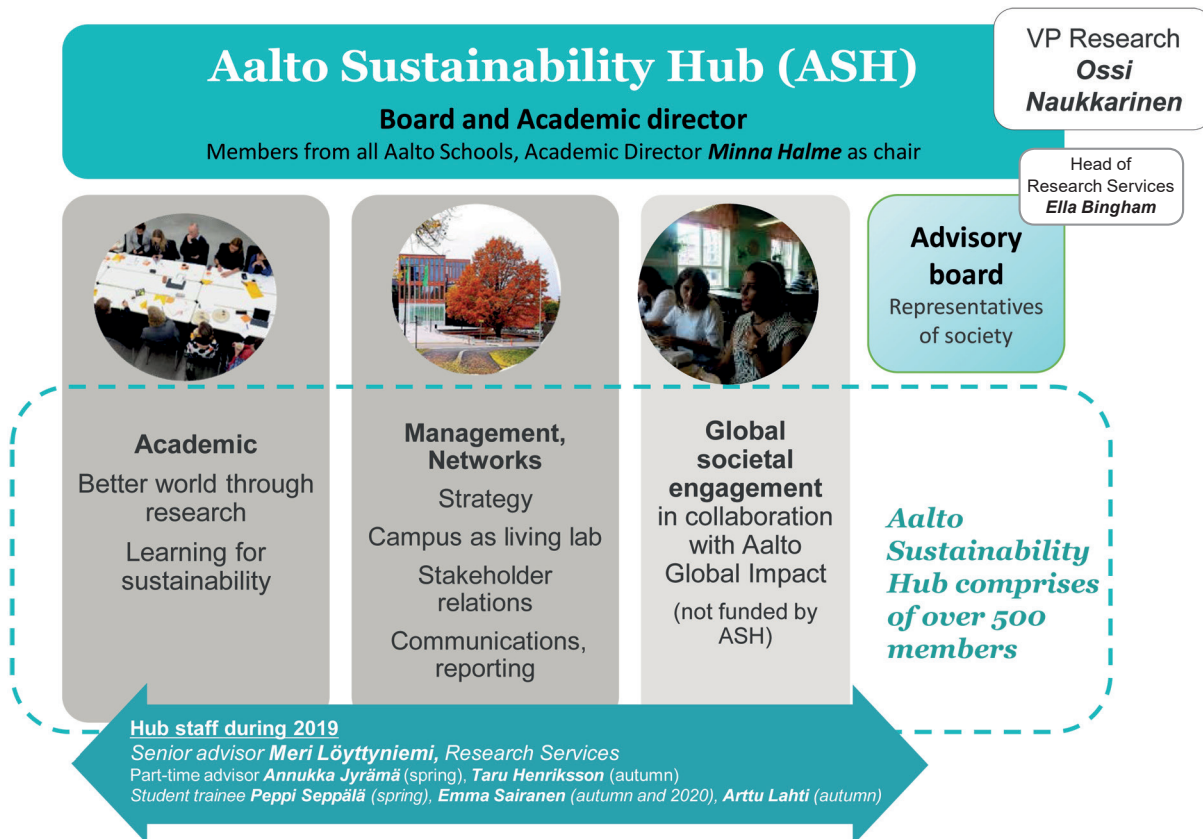 Aalto Sustainability Hub (ASH)
Board and Academic director
Members from all Aalto Schools, Academic Director Minna Halme as chair
VP Research
Ossi
Naukkarinen
Head of
Research Services
Ella Bingham
Advisory
board
Representatives
of society
Academic
Better world through
research
Learning for
sustainability
Management,
Networks
Strategy
Campus as living lab
Stakeholder
relations
Communications,
reporting
Global
societal
engagement
in collaboration
with Aalto
Global Impact
(not funded by
ASH)
Aalto
Sustainability
Hub comprises
of over 500
members
Hub staff during 2019
Senior advisor Meri Löyttyniemi, Research Services
Part-time advisor Annukka Jyrämä (spring), Taru Henriksson (autumn)
Student trainee Peppi Seppälä (spring), Emma Sairanen (autumn and 2020), Arttu Lahti (autumn)